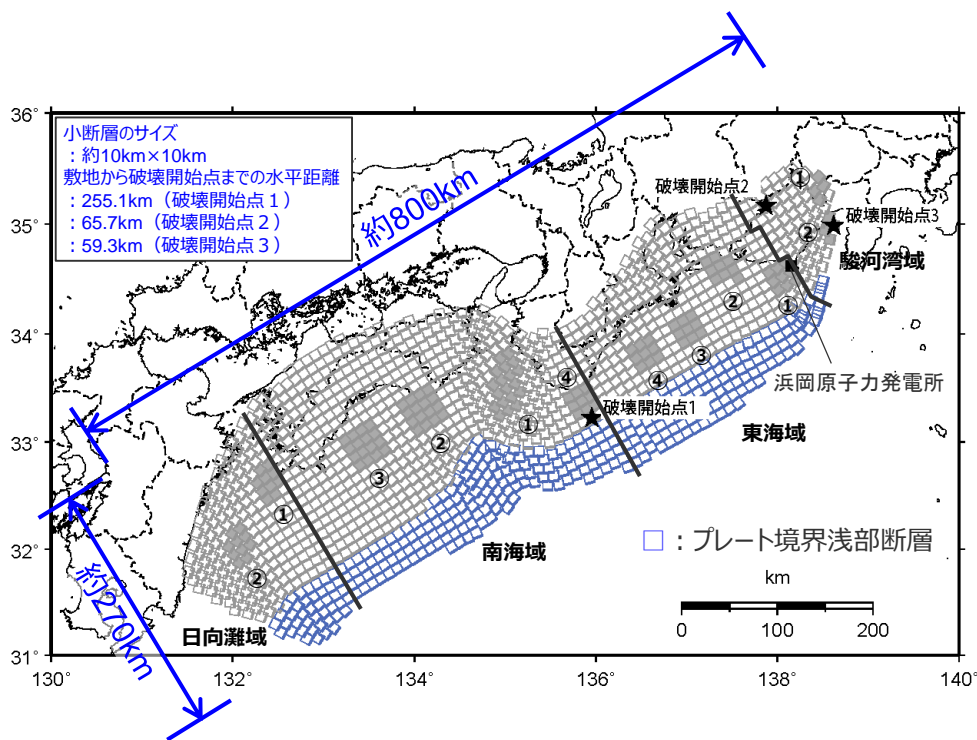 約800km
36°
小断層のサイズ
：約10km×10km
敷地から破壊開始点までの水平距離
：255.1km（破壊開始点１）
：65.7km（破壊開始点２）
：59.3km（破壊開始点３）
破壊開始点2
①
35°
②
破壊開始点3
駿河湾域
②
①
34°
③
浜岡原子力発電所
④
④
破壊開始点1
33°
②
①
東海域
③
①
32°
南海域
□：プレート境界浅部断層
②
km
約270km
日向灘域
0
100
200
31°
130°
132°
134°
136°
138°
140°